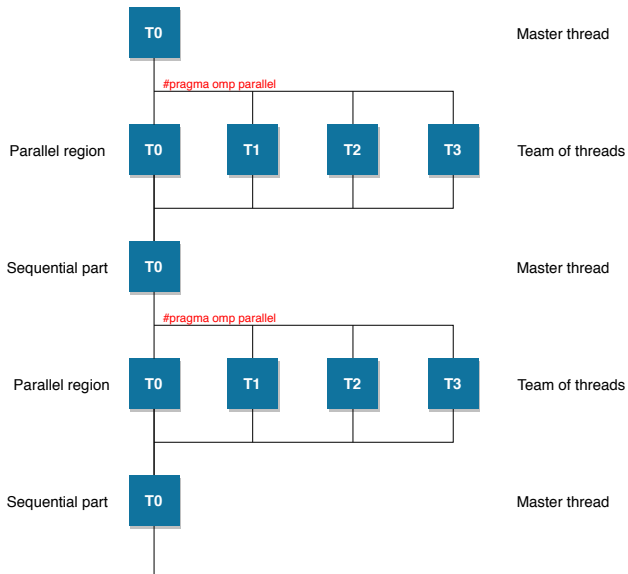 T0 Master thread
#pragma omp parallel
Parallel region T0 T1 T2 T3 Team of threads
Sequential part T0 Master thread
#pragma omp parallel
Parallel region T0 T1 T2 T3 Team of threads
Sequential part T0 Master thread